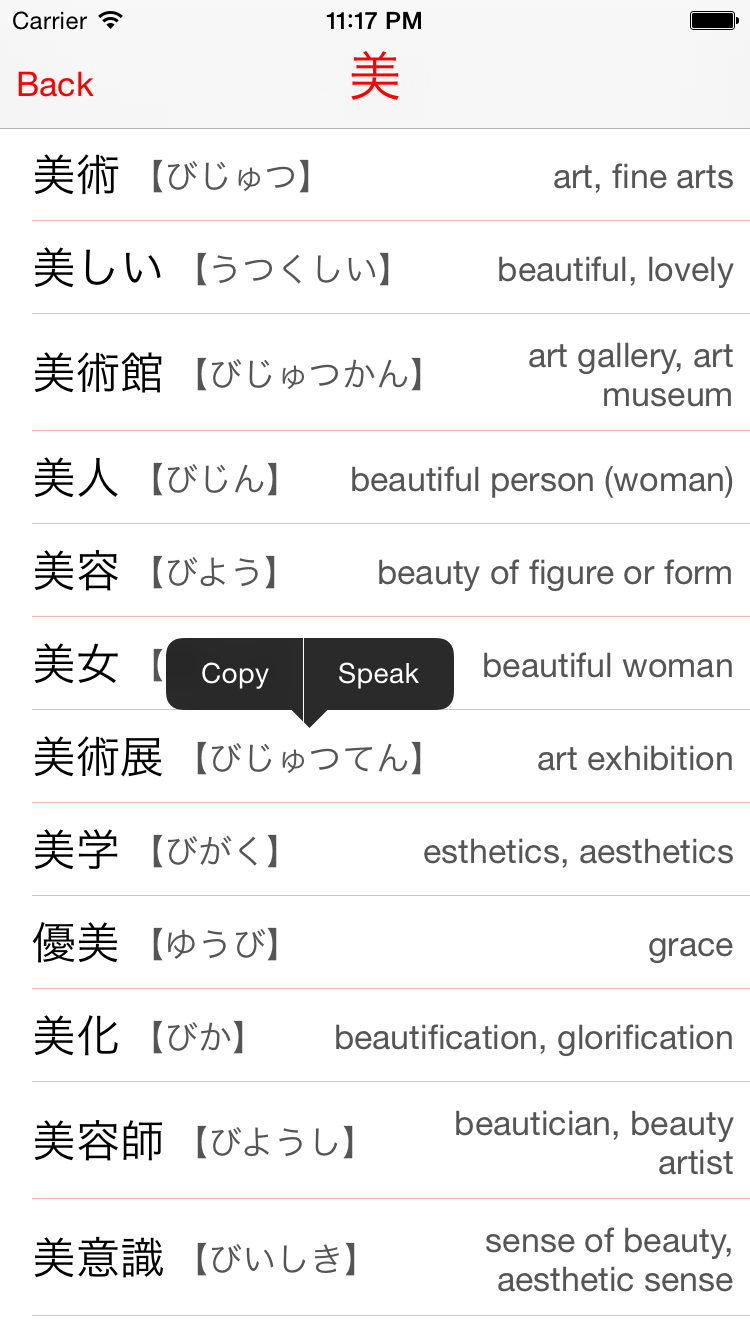 Carrier 11:17 PM
Back 美
美術 【びじゅつ】 art, fine arts
美しい 【うつくしい】 beautiful, lovely
美術館 【びじゅつかん】 art gallery, art
museum
美人 【びじん】 beautiful person (woman)
美容 【びよう】 beauty of figure or form
美女 【 beautiful woman
Copy Speak
美術展 【びじゅつてん】 art exhibition
美学 【びがく】 esthetics, aesthetics
優美 【ゆうび】 grace
美化 【びか】 beautification, glorification
美容師 【びようし】 beautician, beauty
artist
美意識 【びいしき】 sense of beauty,
aesthetic sense